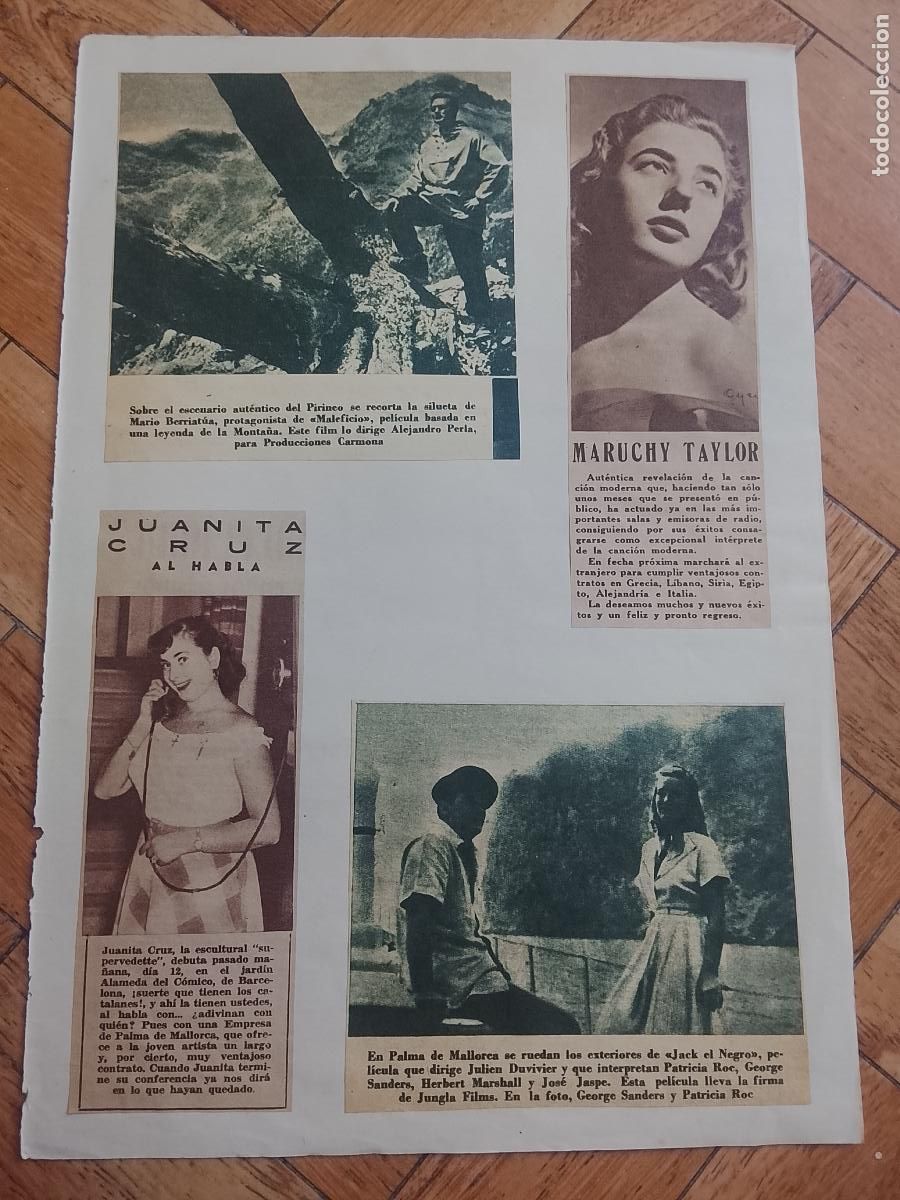 todocoleccion
Sobre el escenario auténtico del Pirineo se recorta la silueta de
Mario Berriatúa, protagonista de «Maleficio», película basada en
una leyenda de la Montaña. Este film lo dirige Alejandro Perla,
para Producciones Carmona
MARUCHY TAYLOR
Auténtica revelación de la can-
ción moderna que, haciendo tan sólo
unos meses que se presentó en pú-
blico, ha actuado ya en las más im-
portantes salas y emisoras de radio,
consiguiendo por sus éxitos consa-
grarse como excepcional intérprete
de la canción moderna.
En fecha próxima marchará al ex-
tranjero para cumplir ventajosos con-
tratos en Grecia, Líbano, Siria, Egip-
to, Alejandría e Italia.
La deseamos muchos y nuevos éxi-
tos y un feliz y pronto regreso.
JUANITA
CRUZ
AL HABLA
Juanita Cruz, la escultural "su-
pervedette", debuta pasado ma-
ñana, día 12, en el jardín
Alameda del Cómico, de Barce-
lona, ¡suerte que tienen los ca-
talanes!, y ahí la tienen ustedes,
al habla con... ¿adivinan con
quién? Pues con una Empresa
de Palma de Mallorca, que ofre-
ce a la joven artista un largo
y, por cierto, muy ventajoso
contrato. Cuando Juanita termi-
ne su conferencia ya nos dirá
en lo que hayan quedado.
En Palma de Mallorca se ruedan los exteriores de «Jack el Negro», pe-
lícula que dirige Julien Duvivier y que interpretan Patricia Roc, George
Sanders, Herbert Marshall y José Jaspe. Esta película lleva la firma
de Jungla Films. En la foto, George Sanders y Patricia Roc